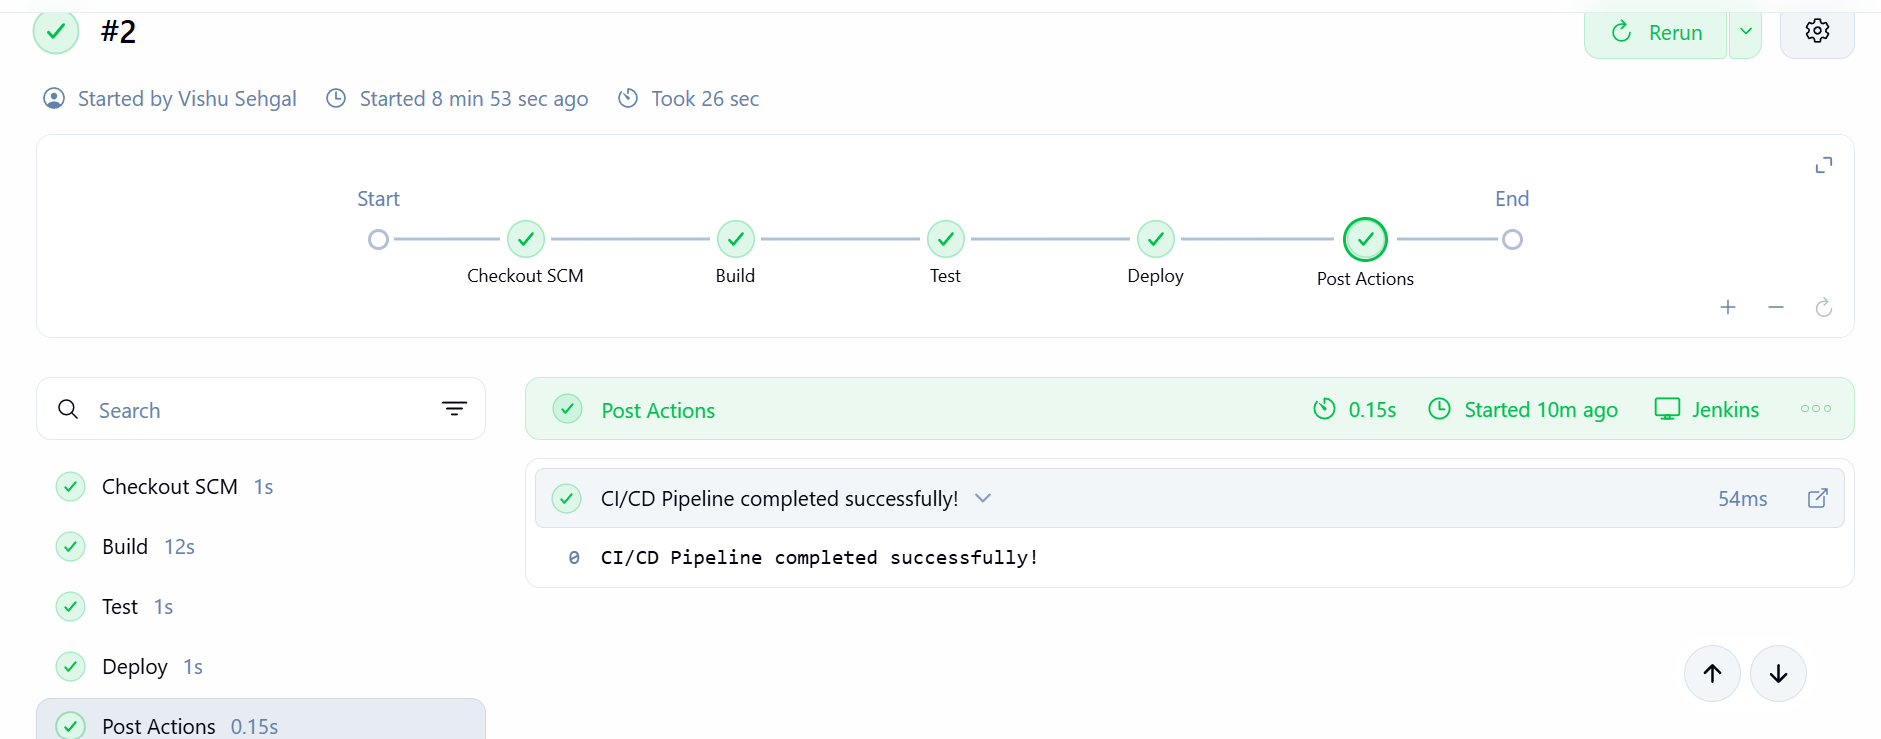 #2
Rerun
Started by Vishu Sehgal Started 8 min 53 sec ago Took 26 sec
Start End
Checkout SCM Build Test Deploy Post Actions
Search
Post Actions 0.15s Started 10m ago Jenkins
Checkout SCM 1s
CI/CD Pipeline completed successfully! 54ms
Build 12s
0 CI/CD Pipeline completed successfully!
Test 1s
Deploy 1s
Post Actions 0.15s